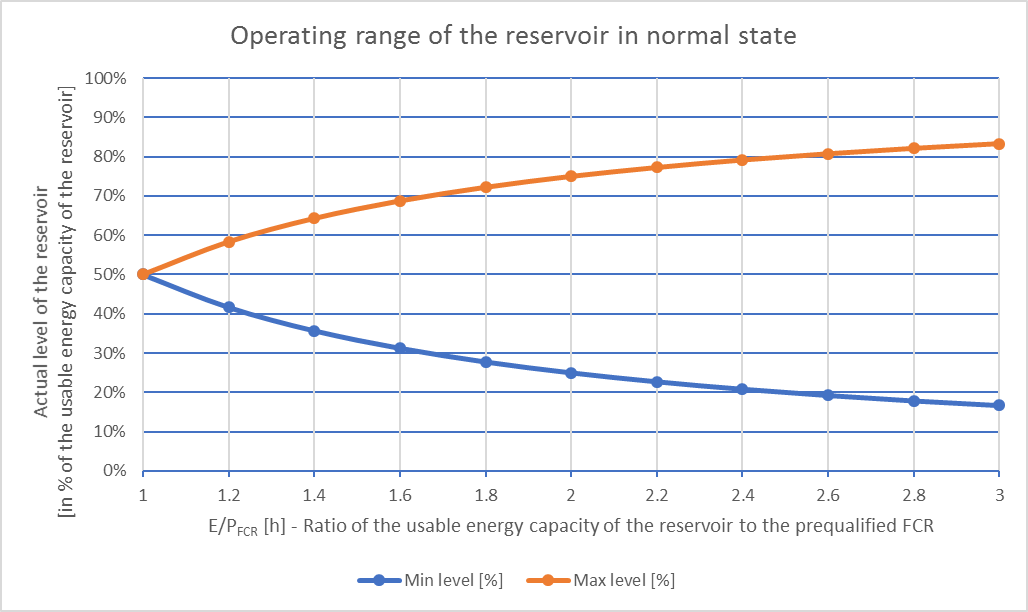 Operating range of the reservoir in normal state
Actual level of the reservoir
[in % of the usable energy capacity of the reservoir]
100%
90%
80%
70%
60%
50%
40%
30%
20%
10%
0%
1 1.2 1.4 1.6 1.8 2 2.2 2.4 2.6 2.8 3
E/PFCR [h] - Ratio of the usable energy capacity of the reservoir to the prequalified FCR
Min level [%] Max level [%]